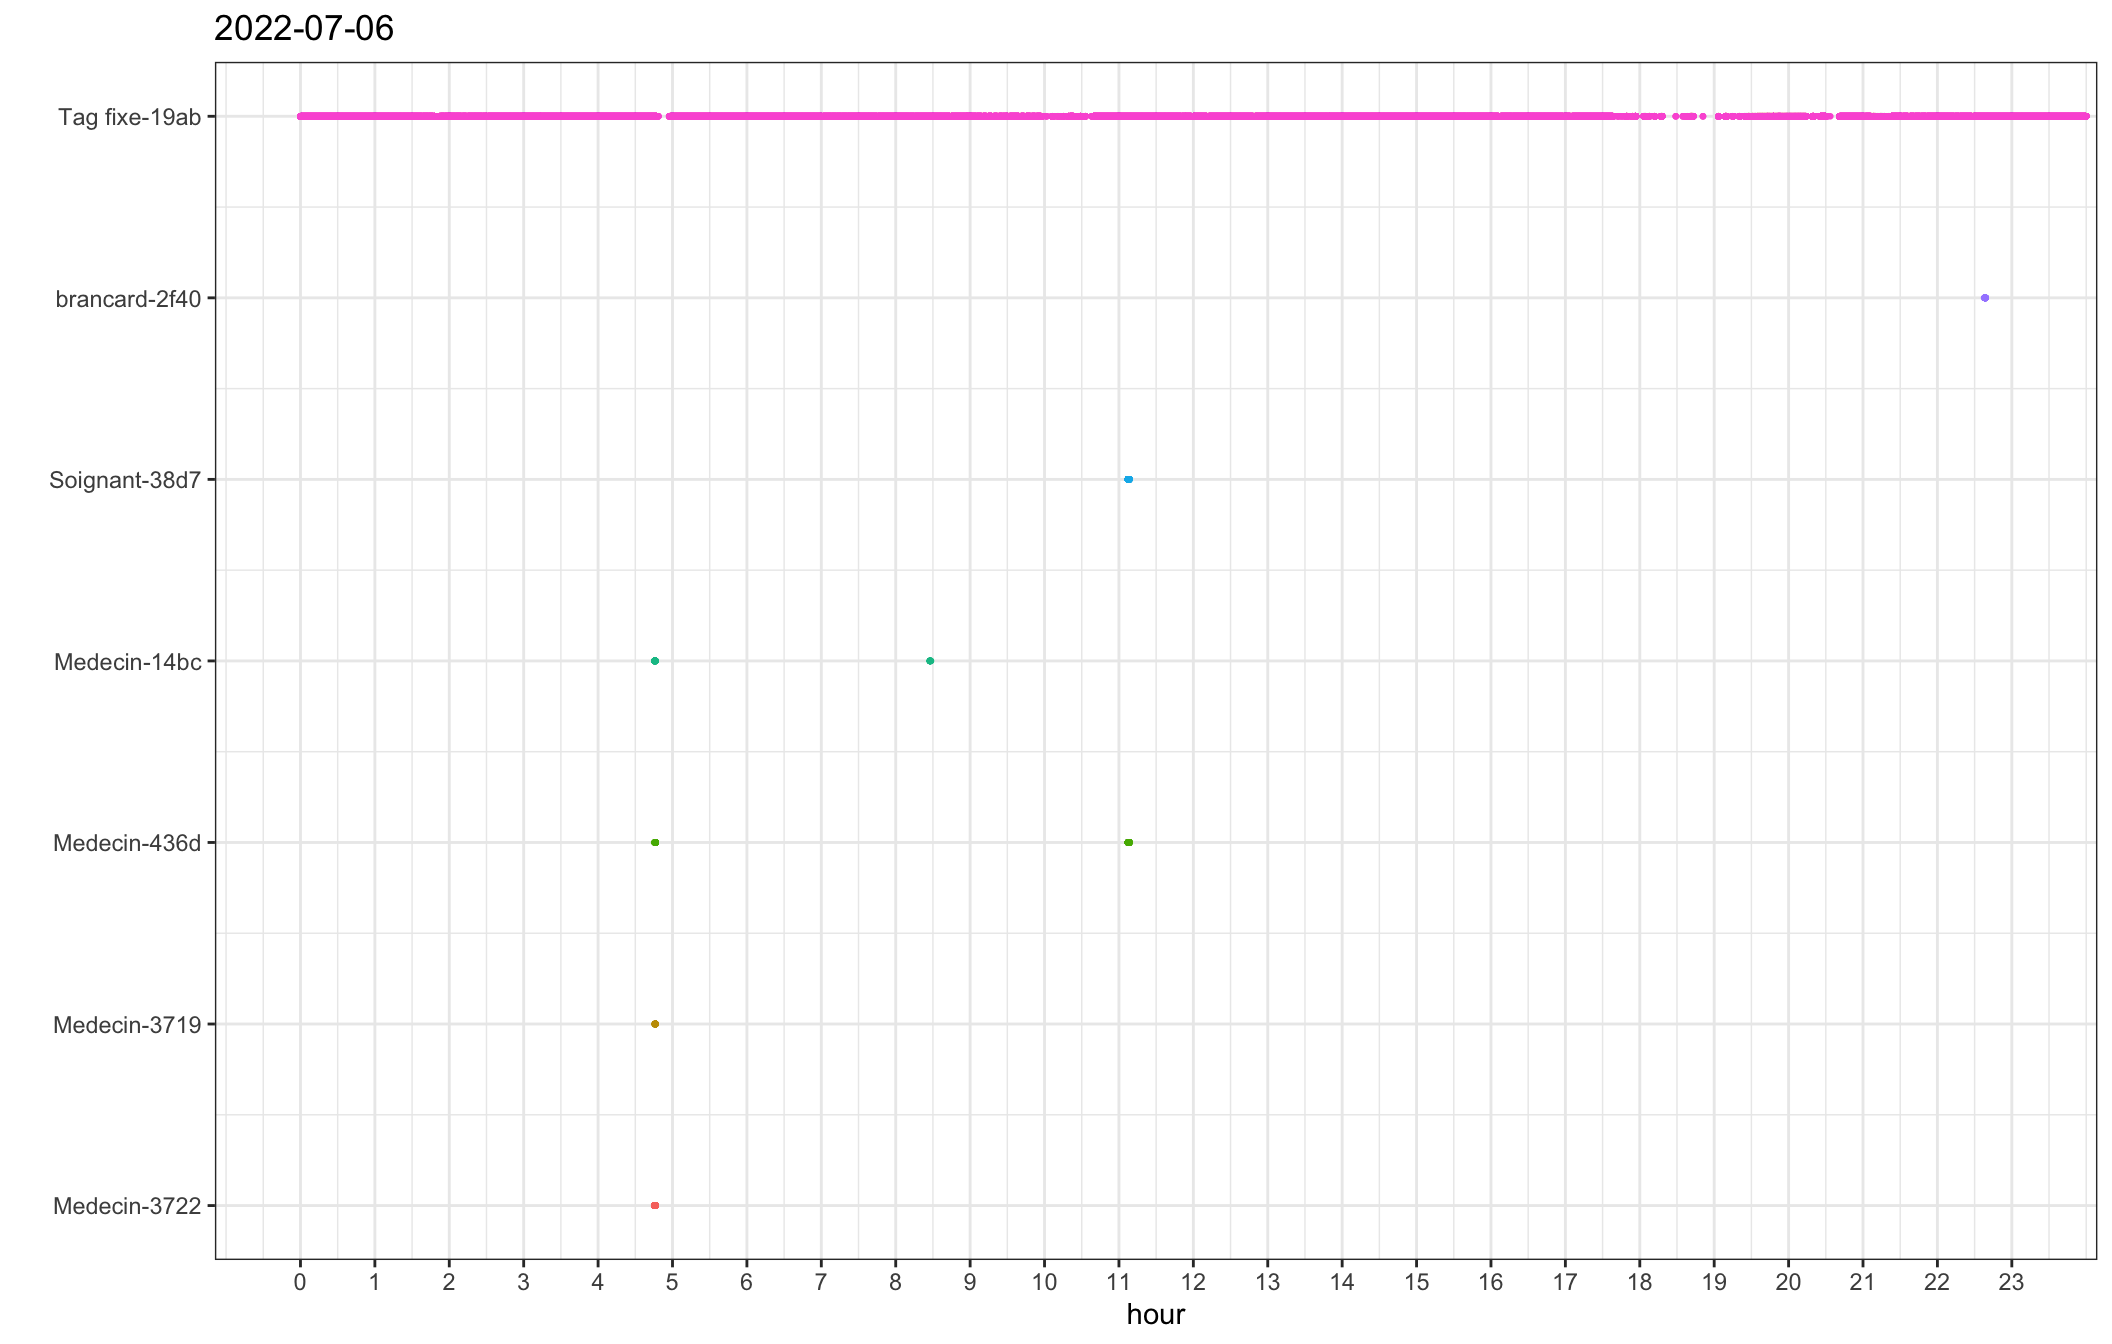 2022-07-06
Tag fixe-19ab
brancard-2f40
Soignant-38d7
Medecin-14bc
Medecin-436d
Medecin-3719
Medecin-3722
0 1 2 3 4 5 6 7 8 9 10 11 12 13 14 15 16 17 18 19 20 21 22 23
hour